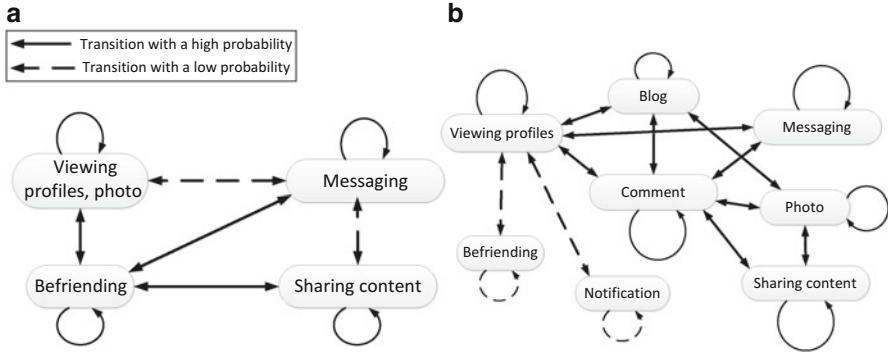 a
Transition with a high probability
Transition with a low probability
Viewing
profiles, photo
Messaging
Befriending
Sharing content
b
Blog
Viewing profiles
Messaging
Comment
Photo
Befriending
Notification
Sharing content